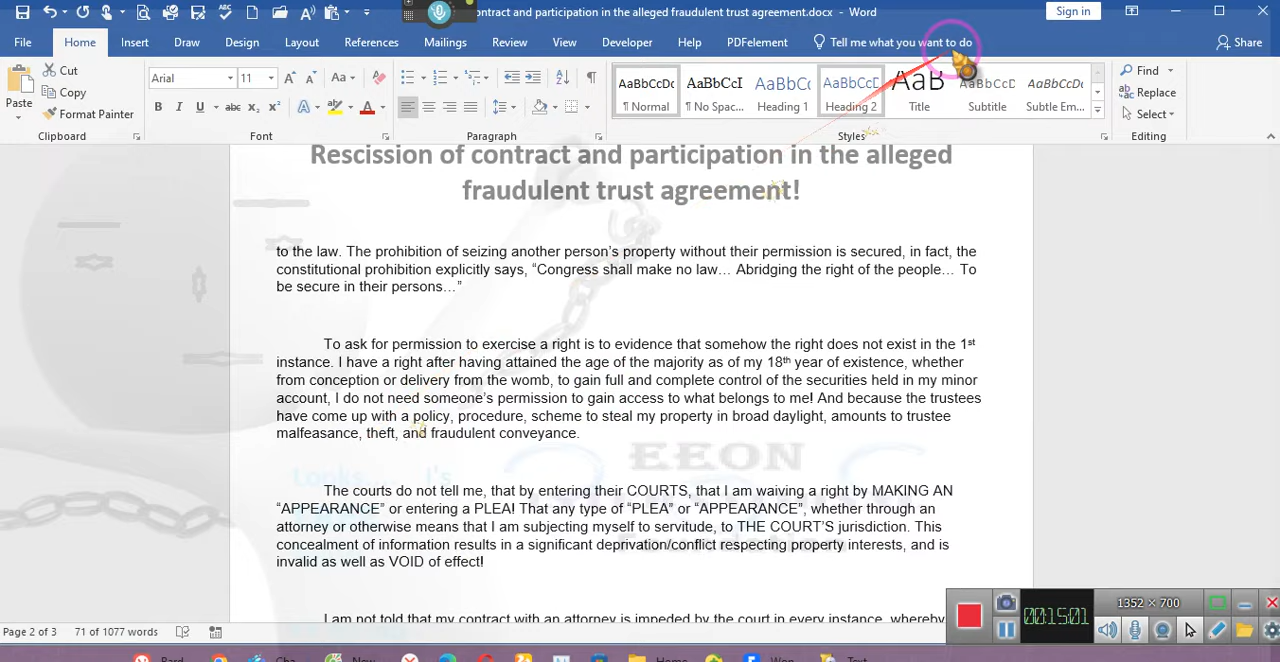 contract and participation in the alleged fraudulent trust agreement.docx - Word
Sign in
File Home Insert Draw Design Layout References Mailings Review View Developer Help PDFelement Tell me what you want to do Share
Paste
Cut
Copy
Format Painter
Arial 11
AaBbCcDc AaBbCcI AaBbCc AaBbCcD AaB AaBbCcD AaBbCcDc
¶ Normal ¶ No Spac... Heading 1 Heading 2 Title Subtitle Subtle Em...
Find
Replace
Select
Clipboard Font Paragraph Styles Editing
Rescission of contract and participation in the alleged
fraudulent trust agreement!
to the law. The prohibition of seizing another person’s property without their permission is secured, in fact, the
constitutional prohibition explicitly says, “Congress shall make no law… Abridging the right of the people… To
be secure in their persons…”
To ask for permission to exercise a right is to evidence that somehow the right does not exist in the 1st
instance. I have a right after having attained the age of the majority as of my 18th year of existence, whether
from conception or delivery from the womb, to gain full and complete control of the securities held in my minor
account, I do not need someone’s permission to gain access to what belongs to me! And because the trustees
have come up with a policy, procedure, scheme to steal my property in broad daylight, amounts to trustee
malfeasance, theft, and fraudulent conveyance.
EEON
The courts do not tell me, that by entering their COURTS, that I am waiving a right by MAKING AN
“APPEARANCE” or entering a PLEA! That any type of “PLEA” or “APPEARANCE”, whether through an
attorney or otherwise means that I am subjecting myself to servitude, to THE COURT’S jurisdiction. This
concealment of information results in a significant deprivation/conflict respecting property interests, and is
invalid as well as VOID of effect!
I am not told that my contract with an attorney is impeded by the court in every instance, whereby
1352 × 700
00:15:01
Page 2 of 3 71 of 1077 words
Home
Text